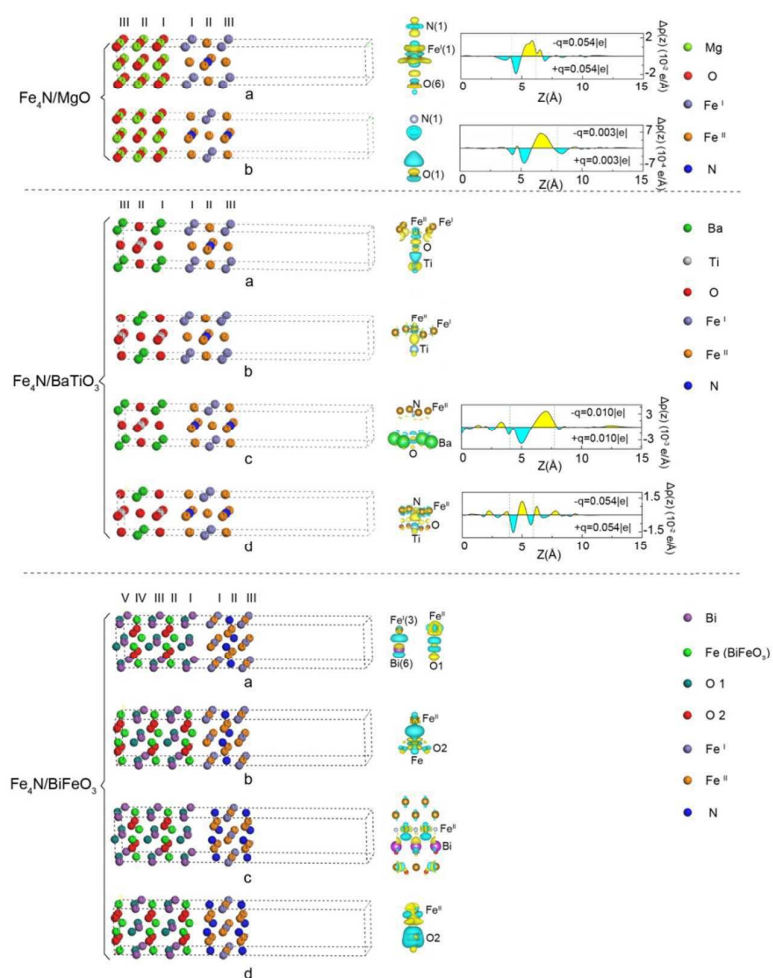 III II I I II III
Fe₄N/MgO
a
b
N(1)
Feᴵ(1)
O(6)
N(1)
O(1)
-q=0.054|e|
+q=0.054|e|
2
-2
Δρ(z) (10⁻² e/Å)
0 5 10 15
Z(Å)
-q=0.003|e|
+q=0.003|e|
7
-7
Δρ(z) (10⁻⁴ e/Å)
0 5 10 15
Z(Å)
Mg
O
Fe ᴵ
Fe ᴵᴵ
N
III II I I II III
Fe₄N/BaTiO₃
a
b
c
d
Feᴵᴵ Feᴵ
O
Ti
Feᴵᴵ Feᴵ
Ti
N Feᴵᴵ
Ba
O
N Feᴵᴵ
O
Ti
-q=0.010|e|
+q=0.010|e|
3
-3
Δρ(z) (10⁻³ e/Å)
0 5 10 15
Z(Å)
-q=0.054|e|
+q=0.054|e|
1.5
-1.5
Δρ(z) (10⁻² e/Å)
0 5 10 15
Z(Å)
Ba
Ti
O
Fe ᴵ
Fe ᴵᴵ
N
V IV III II I I II III
Fe₄N/BiFeO₃
a
b
c
d
Feᴵ(3) Feᴵᴵ
Bi(6) O1
Feᴵᴵ
O2
Fe
Feᴵᴵ
Bi
Feᴵᴵ
O2
Bi
Fe (BiFeO₃)
O 1
O 2
Fe ᴵ
Fe ᴵᴵ
N